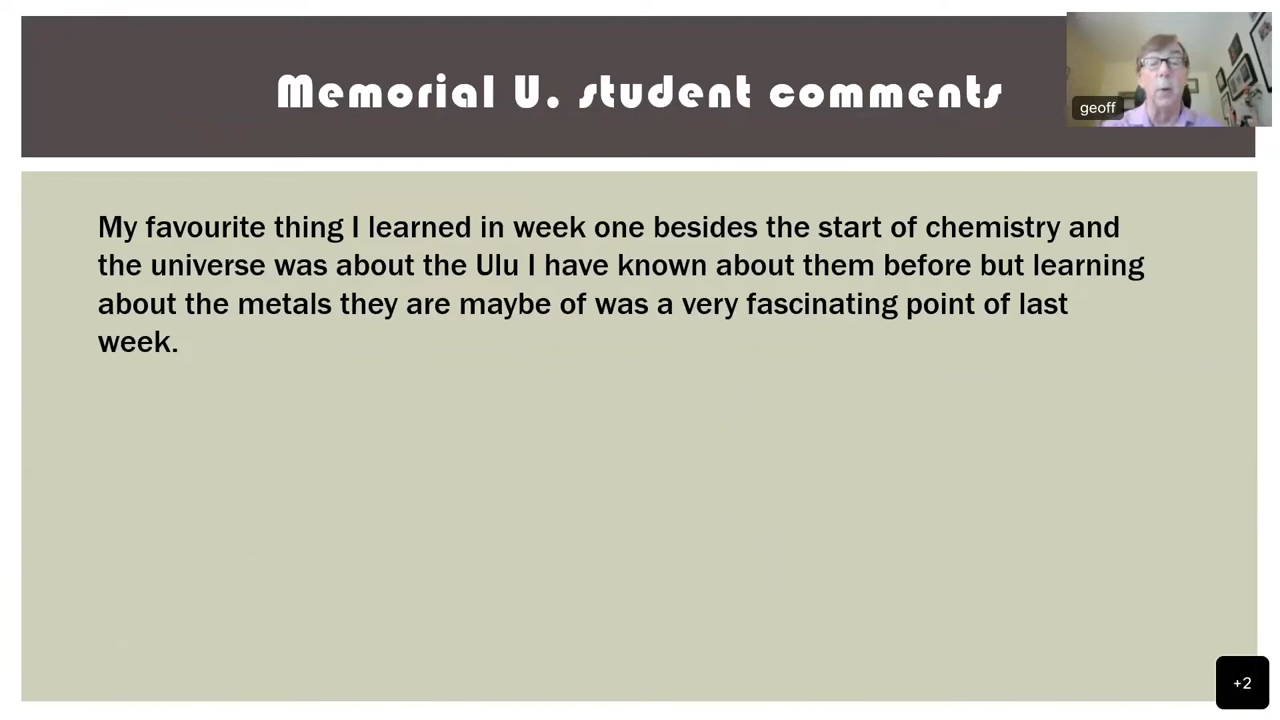 Memorial U. student comments
geoff
My favourite thing I learned in week one besides the start of chemistry and
the universe was about the Ulu I have known about them before but learning
about the metals they are maybe of was a very fascinating point of last
week.
+2